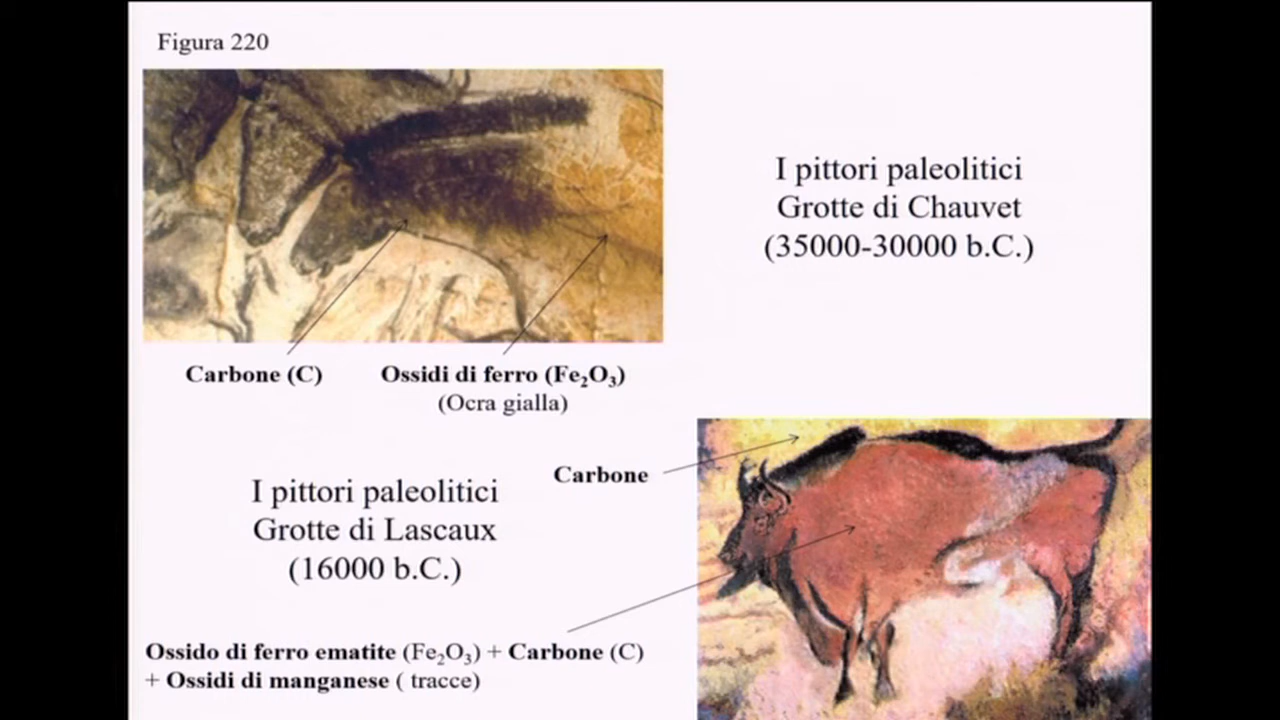 Figura 220
I pittori paleolitici
Grotte di Chauvet
(35000-30000 b.C.)
Carbone (C)
Ossidi di ferro (Fe₂O₃)
(Ocra gialla)
Carbone
I pittori paleolitici
Grotte di Lascaux
(16000 b.C.)
Ossido di ferro ematite (Fe₂O₃) + Carbone (C)
+ Ossidi di manganese ( tracce)